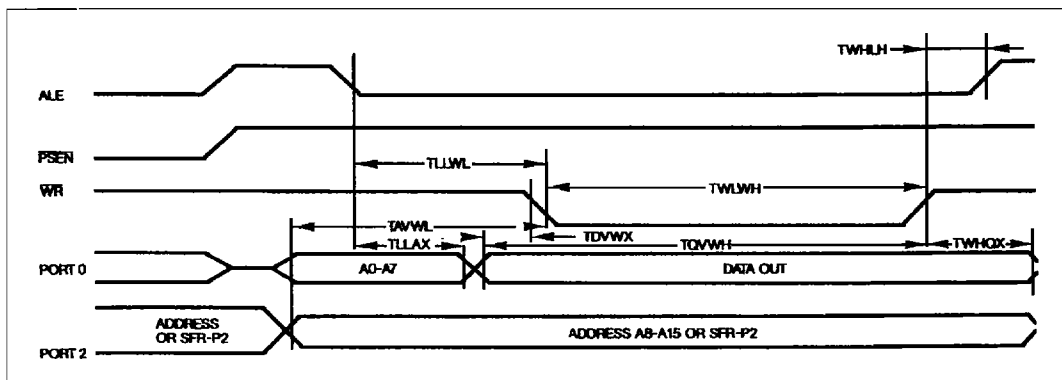 TWHLH
ALE
PSEN
TLLWL
WR
TWLWH
TAVWL
TDVWX
TLLAX
TQVWH
TWHQX
PORT 0
A0-A7
DATA OUT
ADDRESS
OR SFR-P2
ADDRESS A8-A15 OR SFR-P2
PORT 2